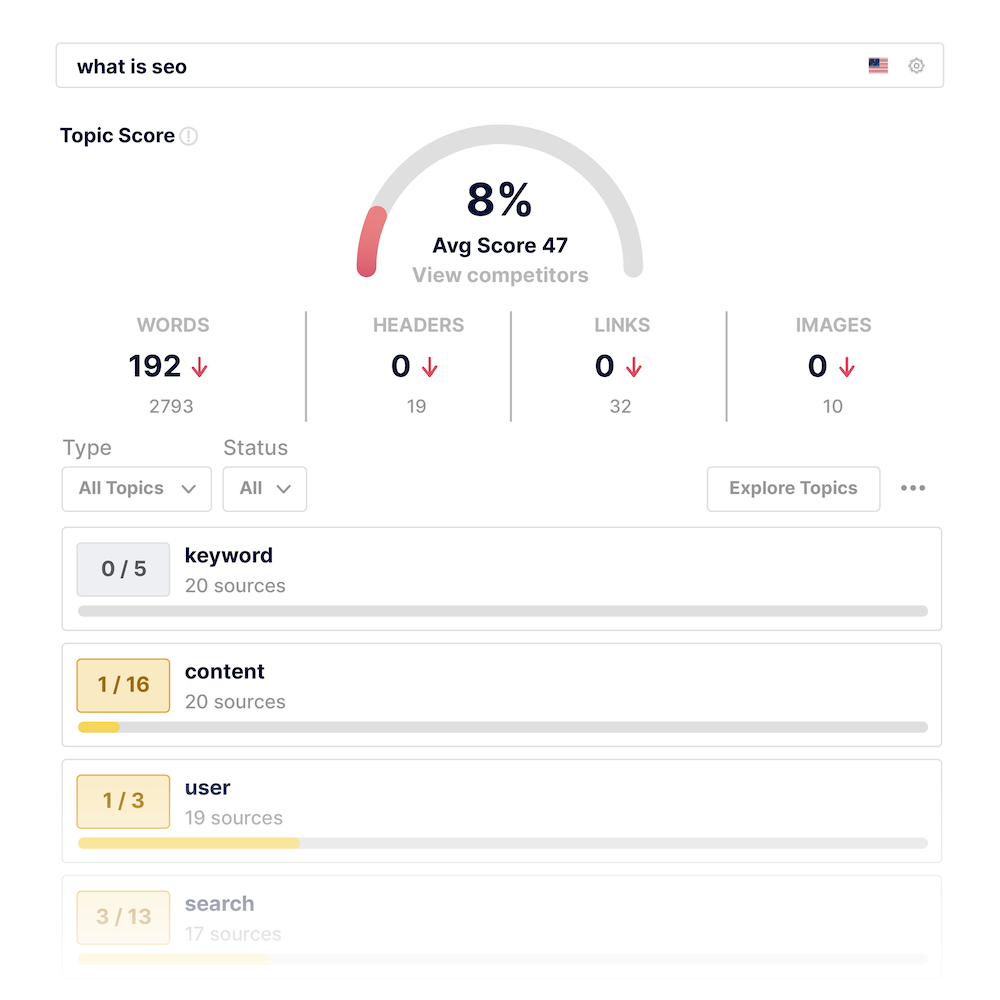 what is seo
Topic Score
8%
Avg Score 47
View competitors
WORDS HEADERS LINKS IMAGES
192 0 0 0
2793 19 32 10
Type Status
All Topics All Explore Topics
0 / 5 keyword
20 sources
1 / 16 content
20 sources
1 / 3 user
19 sources
3 / 13 search
17 sources